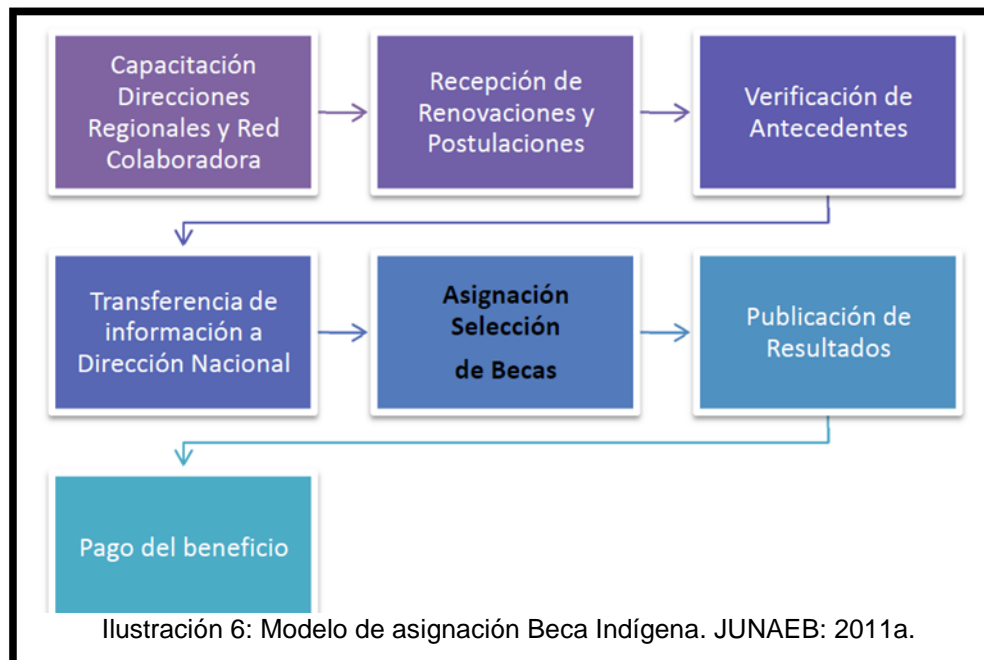 Capacitación
Direcciones
Regionales y Red
Colaboradora
Recepción de
Renovaciones y
Postulaciones
Verificación de
Antecedentes
Transferencia de
información a
Dirección Nacional
Asignación
Selección
de Becas
Publicación de
Resultados
Pago del beneficio
Ilustración 6: Modelo de asignación Beca Indígena. JUNAEB: 2011a.